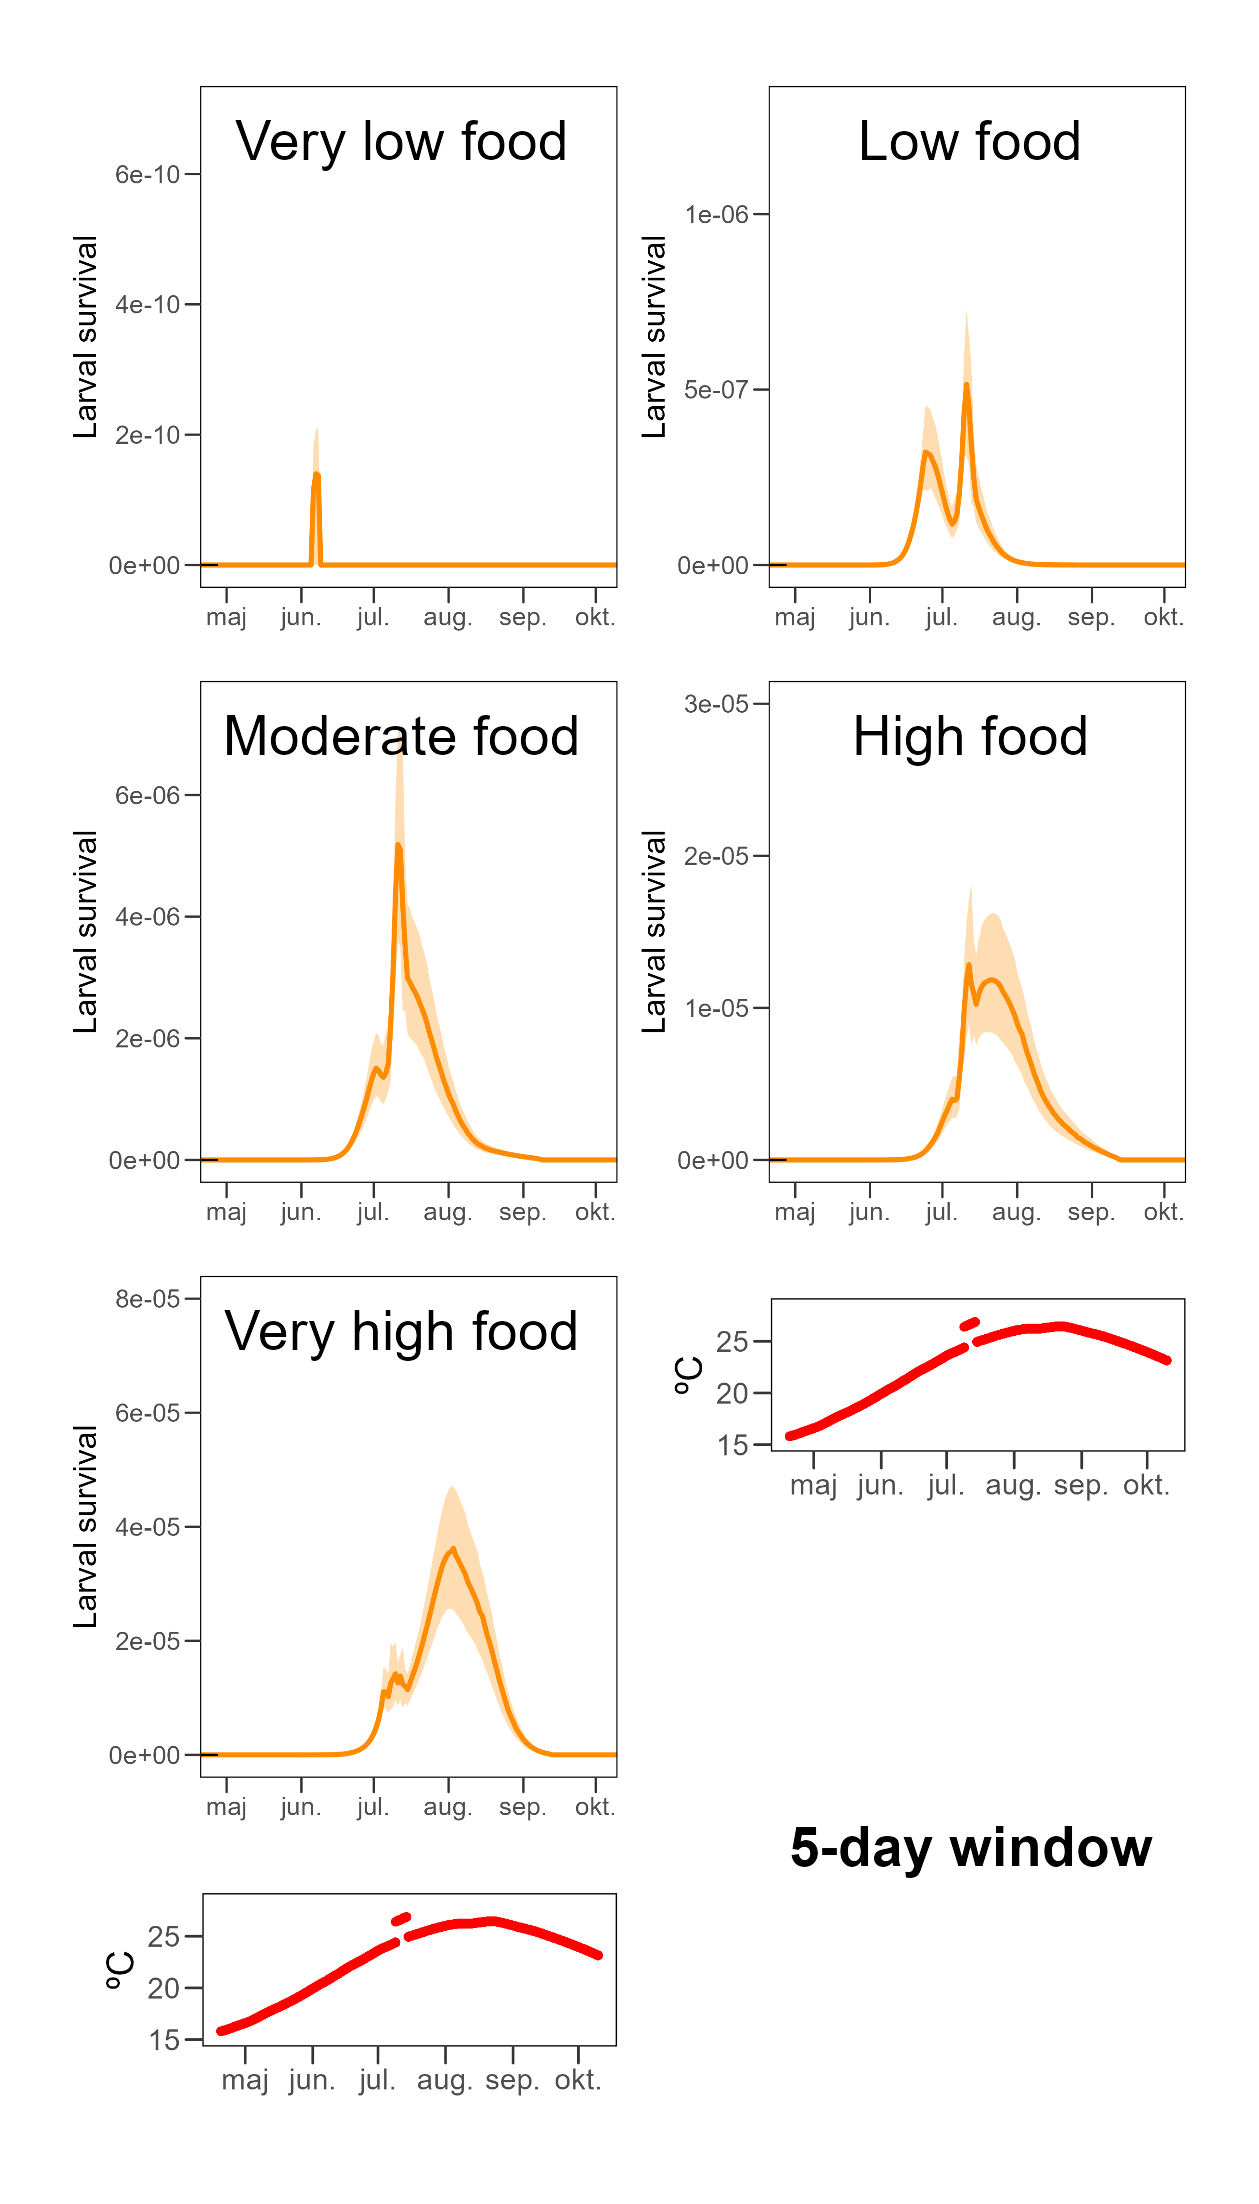 Very low food
Larval survival
6e-10
4e-10
2e-10
0e+00
maj jun. jul. aug. sep. okt.
Low food
Larval survival
1e-06
5e-07
0e+00
maj jun. jul. aug. sep. okt.
Moderate food
Larval survival
6e-06
4e-06
2e-06
0e+00
maj jun. jul. aug. sep. okt.
High food
Larval survival
3e-05
2e-05
1e-05
0e+00
maj jun. jul. aug. sep. okt.
Very high food
Larval survival
8e-05
6e-05
4e-05
2e-05
0e+00
maj jun. jul. aug. sep. okt.
ºC
25
20
15
maj jun. jul. aug. sep. okt.
5-day window
ºC
25
20
15
maj jun. jul. aug. sep. okt.